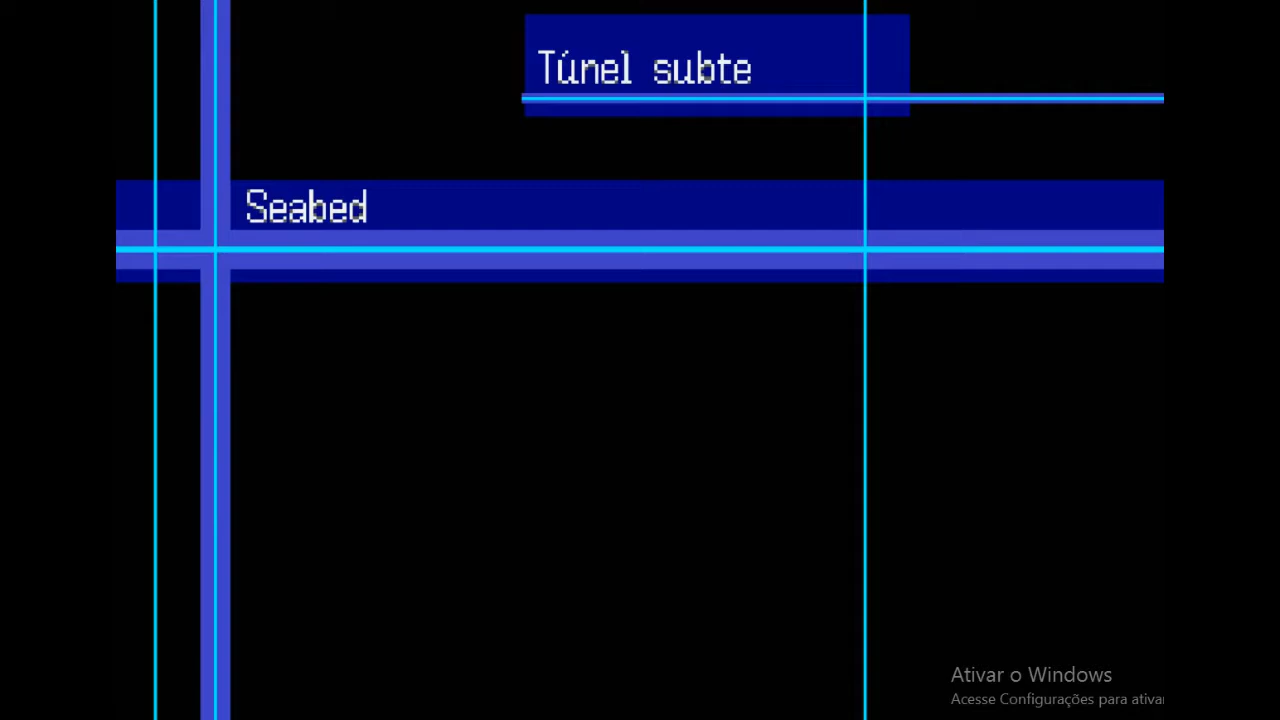 Túnel subte
Seabed
Ativar o Windows
Acesse Configurações para ativar